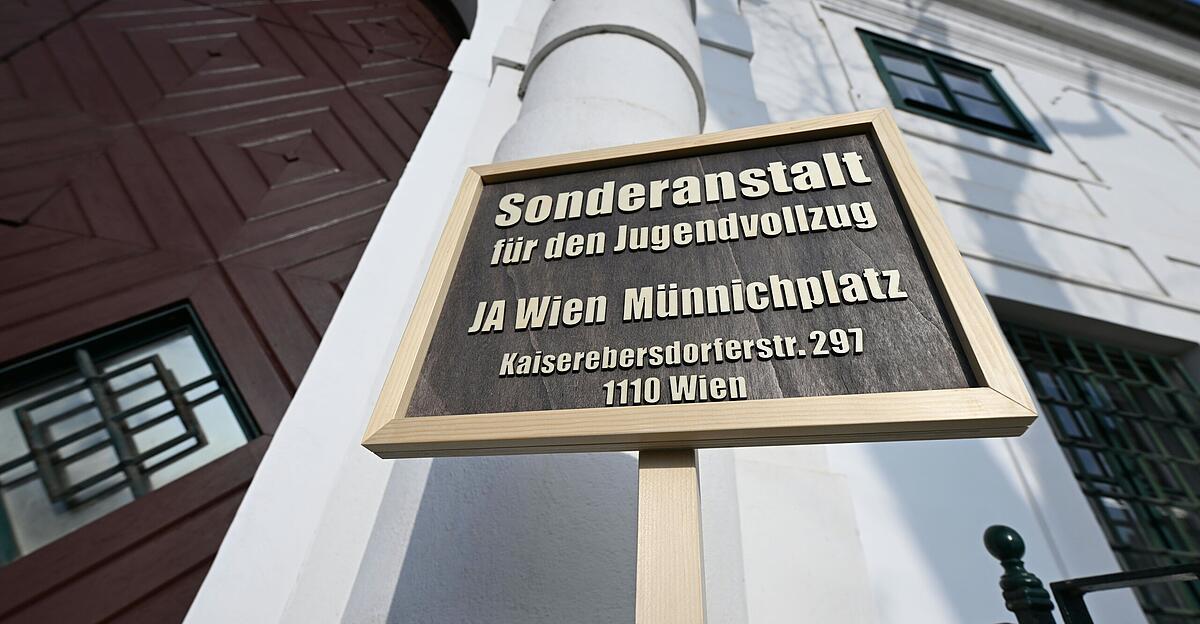 Sonderanstalt
für den Jugendvollzug
JA Wien Münnichplatz
Kaiserebersdorferstr. 297
1110 Wien